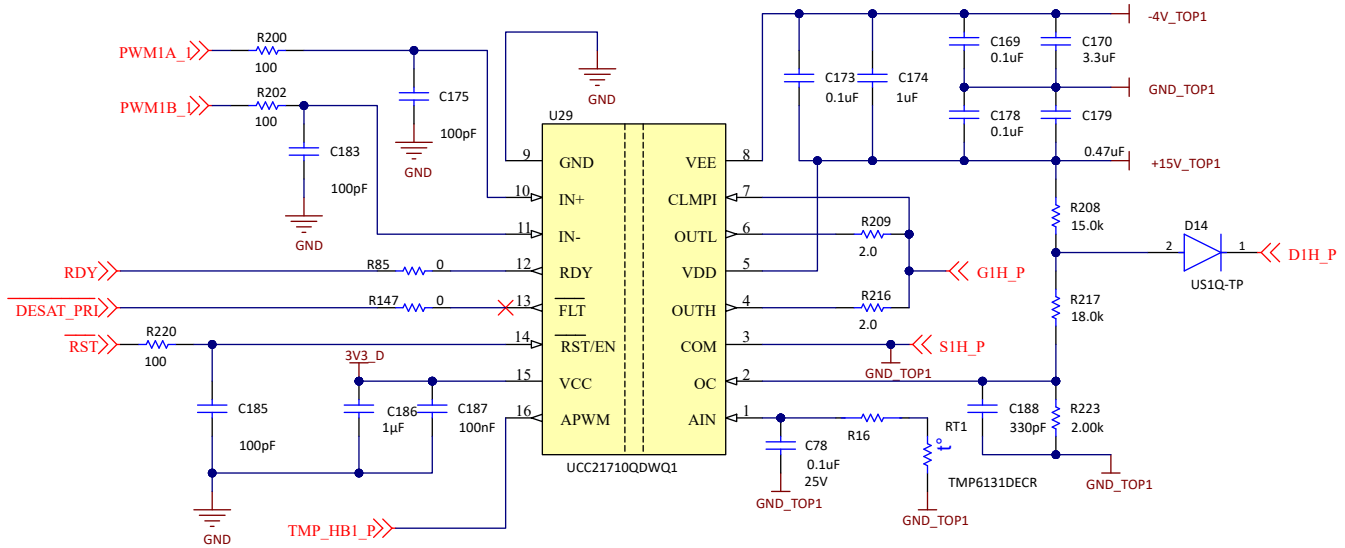 -4V_TOP1
R200
PWM1A_1
100
C169
0.1uF
C170
3.3uF
C173
0.1uF
C174
1uF
C175
100pF
GND
GND_TOP1
PWM1B_1
R202
100
C178
0.1uF
C179
0.47uF
U29
C183
100pF
GND
GND
9 GND VEE 8
+15V_TOP1
10 IN+ CLMPI 7
R208
15.0k
11 IN- OUTL 6
R209
2.0
D14
2 1
D1H_P
US1Q-TP
RDY
R85 0
12 RDY VDD 5
G1H_P
DESAT_PRI
R147 0
13 FLT OUTH 4
R216
2.0
R217
18.0k
RST
R220
100
14 RST/EN COM 3
S1H_P
GND_TOP1
3V3_D
15 VCC OC 2
C185
100pF
C186
1µF
C187
100nF
16 APWM AIN 1
C188
330pF
R223
2.00k
R16
RT1
t°
C78
0.1uF
25V
GND_TOP1
UCC21710QDWQ1
TMP6131DECR
GND_TOP1
GND_TOP1
TMP_HB1_P
GND